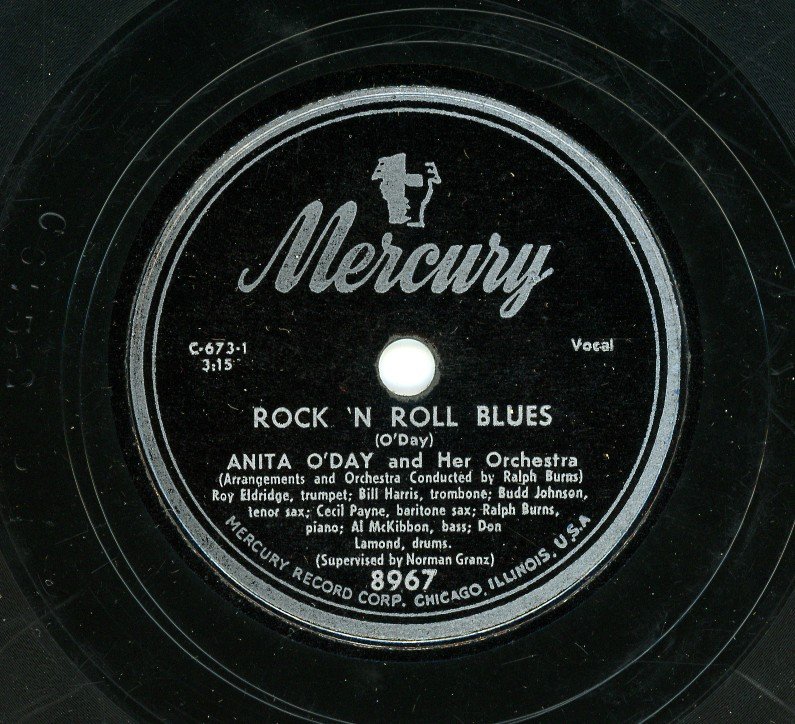 Mercury
C-673-1
3:15
Vocal
ROCK 'N ROLL BLUES
(O'Day)
ANITA O'DAY and Her Orchestra
(Arrangements and Orchestra Conducted by Ralph Burns)
Roy Eldridge, trumpet; Bill Harris, trombone; Budd Johnson,
tenor sax; Cecil Payne, baritone sax; Ralph Burns,
piano; Al McKibbon, bass; Don
Lamond, drums.
(Supervised by Norman Granz)
8967
MERCURY RECORD CORP. CHICAGO, ILLINOIS, U.S.A